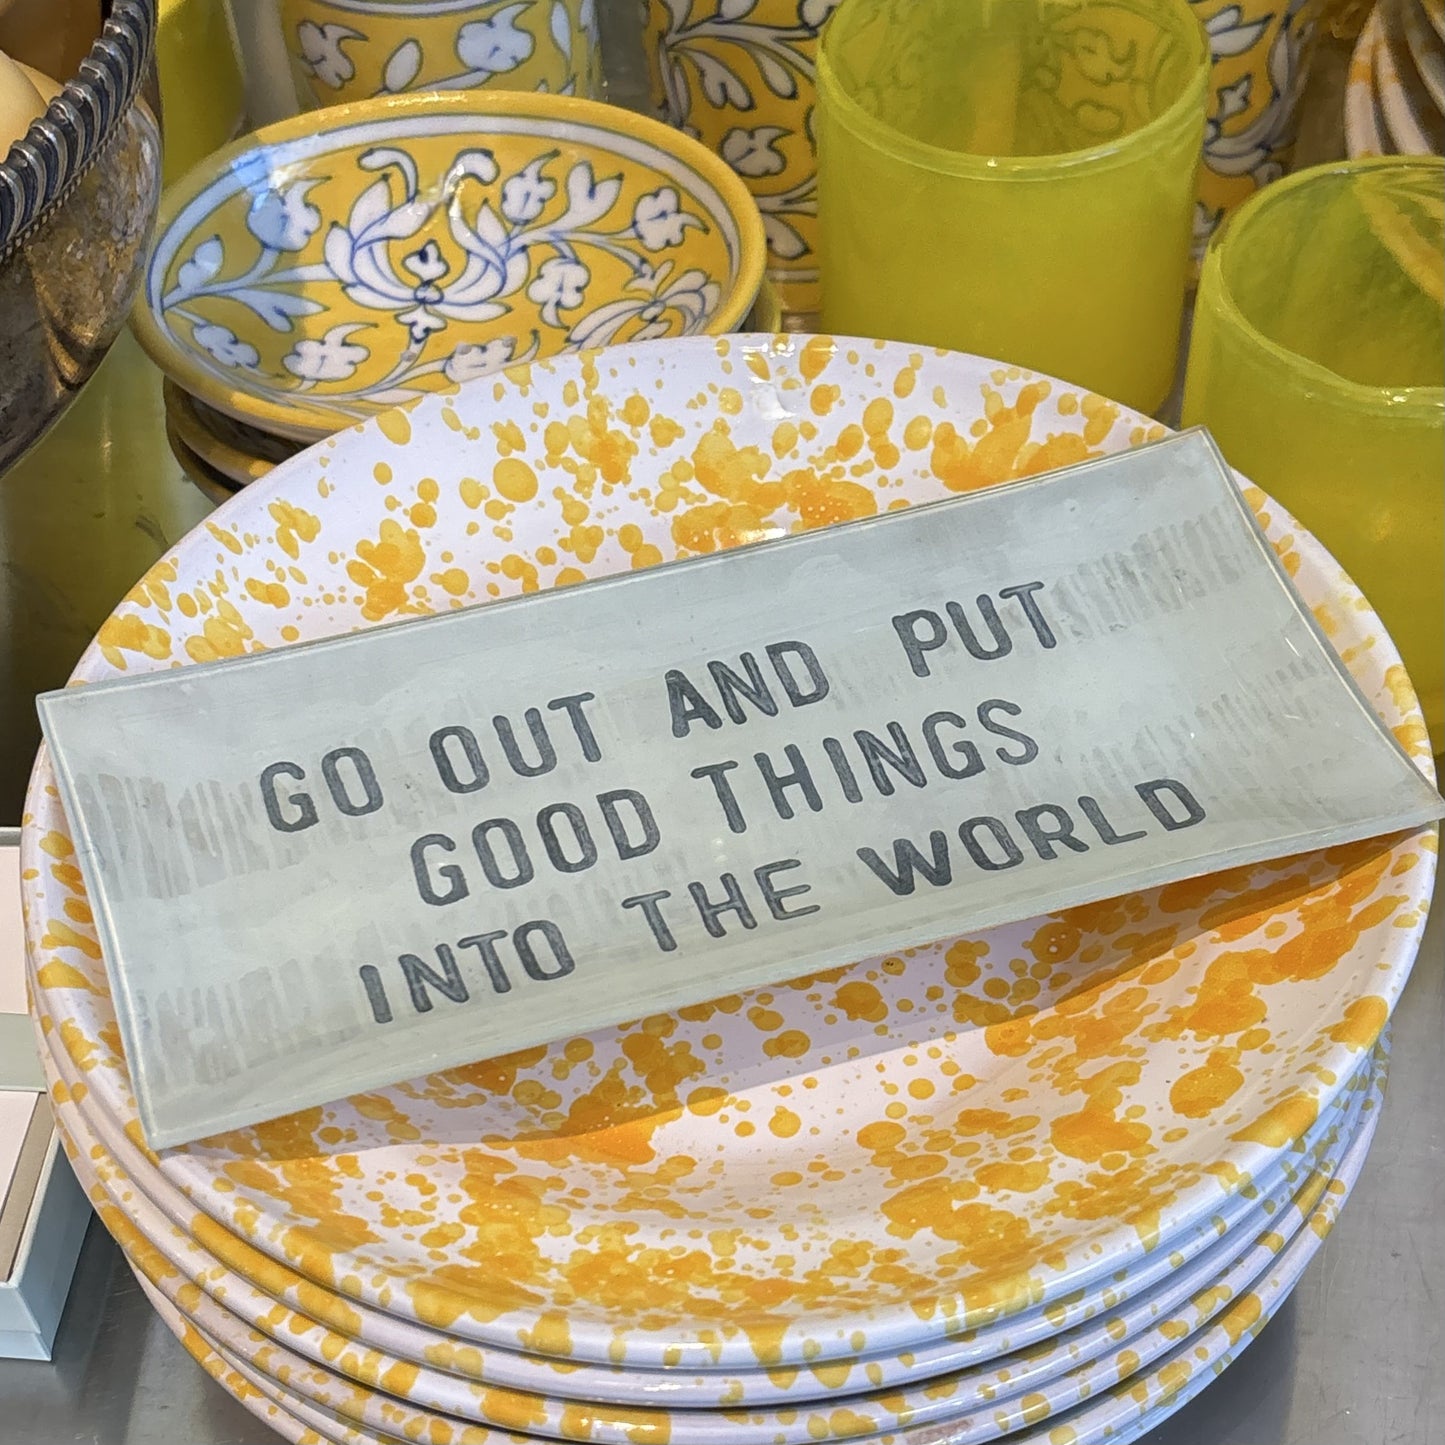 GO OUT AND PUT
GOOD THINGS
INTO THE WORLD